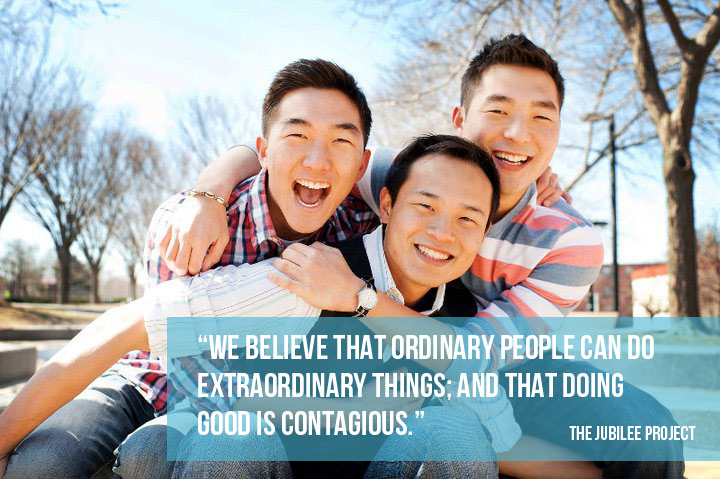 “WE BELIEVE THAT ORDINARY PEOPLE CAN DO
EXTRAORDINARY THINGS; AND THAT DOING
GOOD IS CONTAGIOUS.”
THE JUBILEE PROJECT